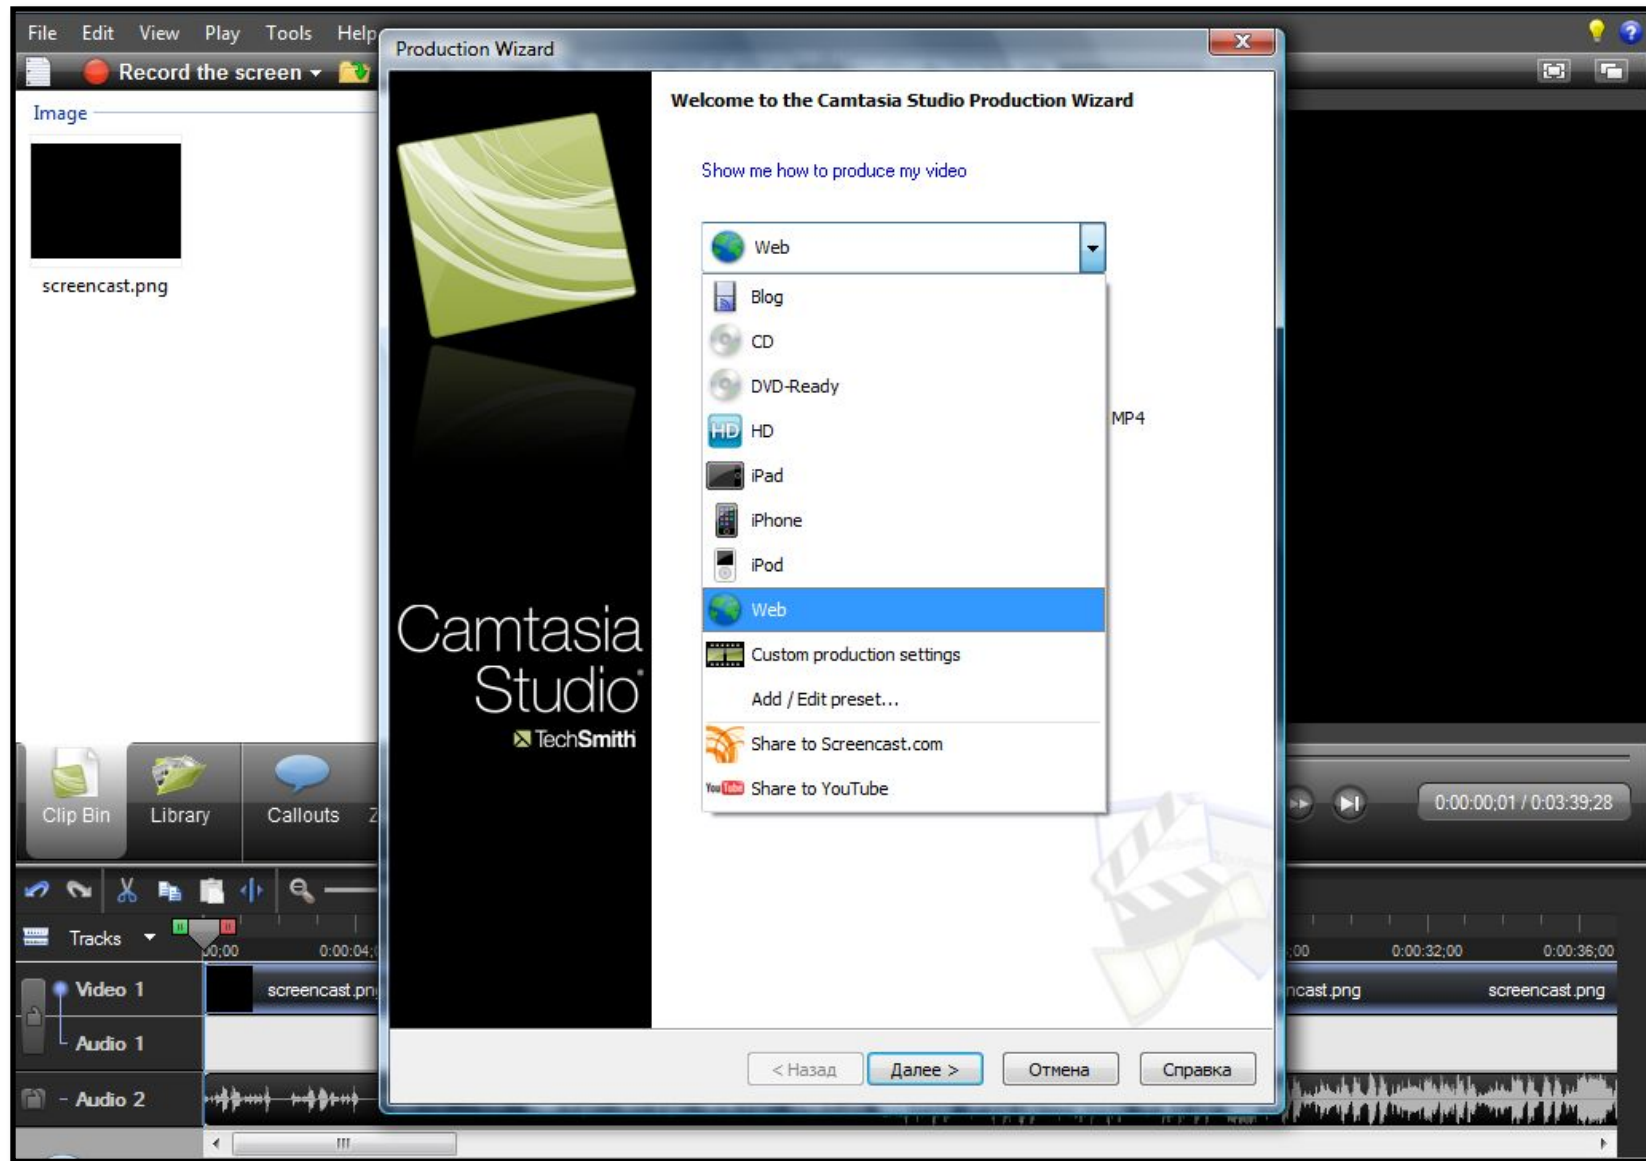 File Edit View Play Tools Help
Record the screen
Image
screencast.png
Production Wizard
Welcome to the Camtasia Studio Production Wizard
Show me how to produce my video
Web
Blog
CD
DVD-Ready
MP4
HD
HD
iPad
iPhone
iPod
Web
Custom production settings
Add / Edit preset...
Share to Screencast.com
You Tube Share to YouTube
Camtasia
Studio
TechSmith
Clip Bin Library Callouts
0:00:00;01 / 0:03:39;28
Tracks
0:00:32;00 0:00:36;00
Video 1 screencast.png screencast.png
Audio 1
Audio 2
< Назад Далее > Отмена Справка